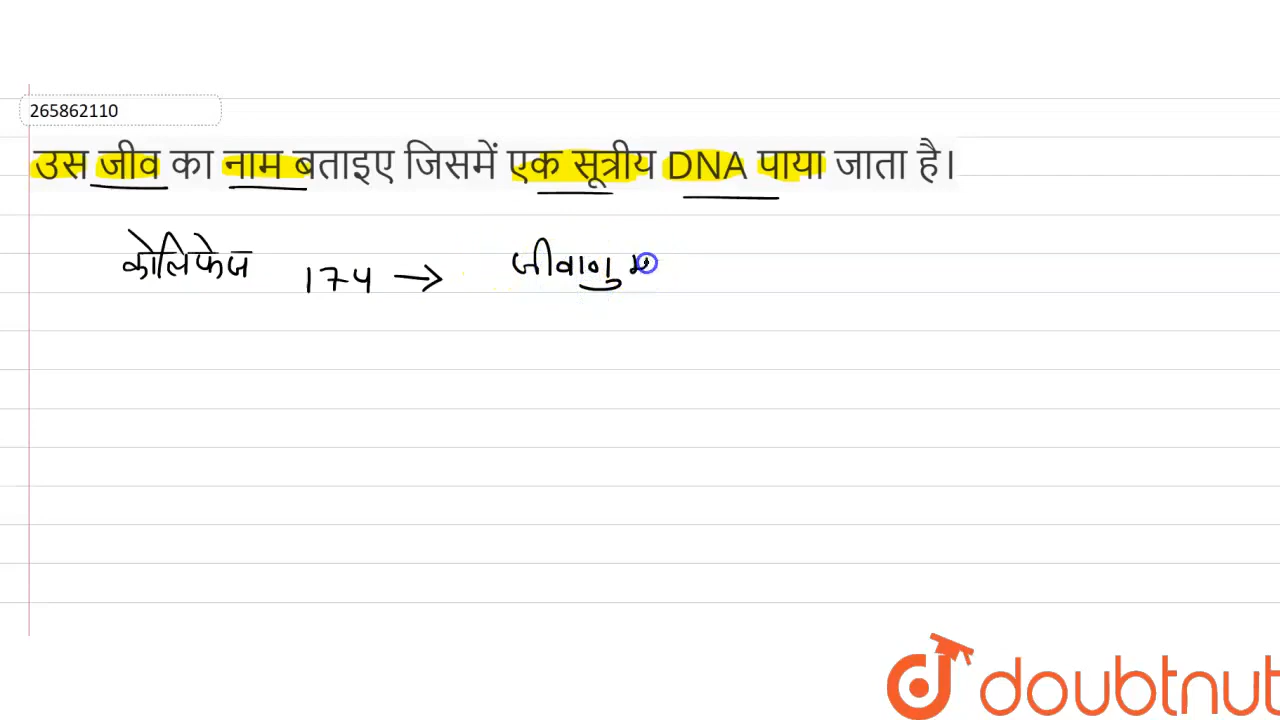 265862110
उस जीव का नाम बताइए जिसमें एक सूत्रीय DNA पाया जाता है।
कोलिफेज 174 → जीवाणु
doubtnut